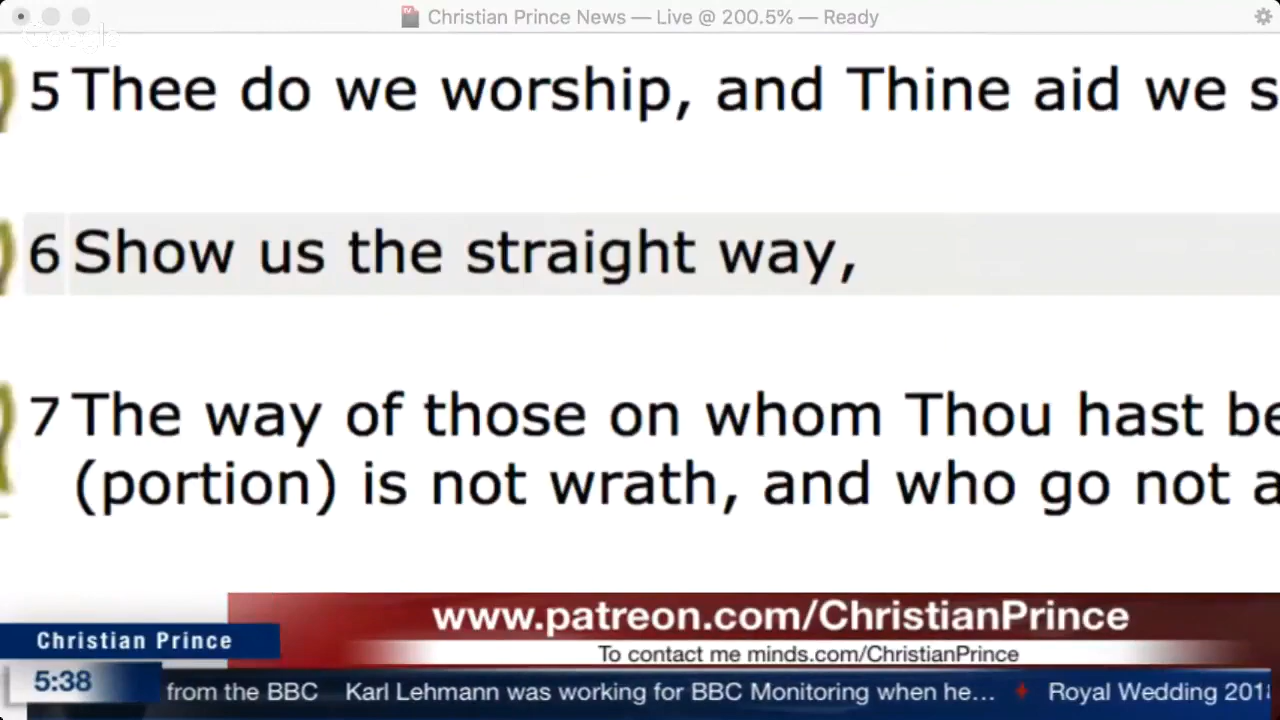 Christian Prince News — Live @ 200.5% — Ready
Google
5 Thee do we worship, and Thine aid we s
6 Show us the straight way,
7 The way of those on whom Thou hast be
(portion) is not wrath, and who go not a
www.patreon.com/ChristianPrince
Christian Prince
To contact me minds.com/ChristianPrince
5:38
from the BBC Karl Lehmann was working for BBC Monitoring when he... Royal Wedding 2018